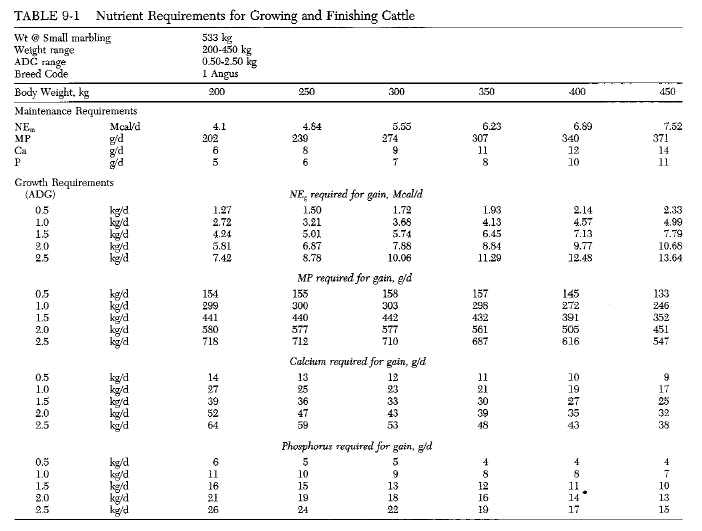 TABLE 9-1 Nutrient Requirements for Growing and Finishing Cattle
Wt @ Small marbling 533 kg
Weight range 200-450 kg
ADG range 0.50-2.50 kg
Breed Code 1 Angus
Body Weight, kg 200 250 300 350 400 450
Maintenance Requirements
NEm Mcal/d 4.1 4.84 5.55 6.23 6.89 7.52
MP g/d 202 239 274 307 340 371
Ca g/d 6 8 9 11 12 14
P g/d 5 6 7 8 10 11
Growth Requirements
(ADG) NEg required for gain, Mcal/d
0.5 kg/d 1.27 1.50 1.72 1.93 2.14 2.33
1.0 kg/d 2.72 3.21 3.68 4.13 4.57 4.99
1.5 kg/d 4.24 5.01 5.74 6.45 7.13 7.79
2.0 kg/d 5.81 6.87 7.88 8.84 9.77 10.68
2.5 kg/d 7.42 8.78 10.06 11.29 12.48 13.64
MP required for gain, g/d
0.5 kg/d 154 155 158 157 145 133
1.0 kg/d 299 300 303 298 272 246
1.5 kg/d 441 440 442 432 391 352
2.0 kg/d 580 577 577 561 505 451
2.5 kg/d 718 712 710 687 616 547
Calcium required for gain, g/d
0.5 kg/d 14 13 12 11 10 9
1.0 kg/d 27 25 23 21 19 17
1.5 kg/d 39 36 33 30 27 25
2.0 kg/d 52 47 43 39 35 32
2.5 kg/d 64 59 53 48 43 38
Phosphorus required for gain, g/d
0.5 kg/d 6 5 5 4 4 4
1.0 kg/d 11 10 9 8 8 7
1.5 kg/d 16 15 13 12 11 10
2.0 kg/d 21 19 18 16 14 13
2.5 kg/d 26 24 22 19 17 15